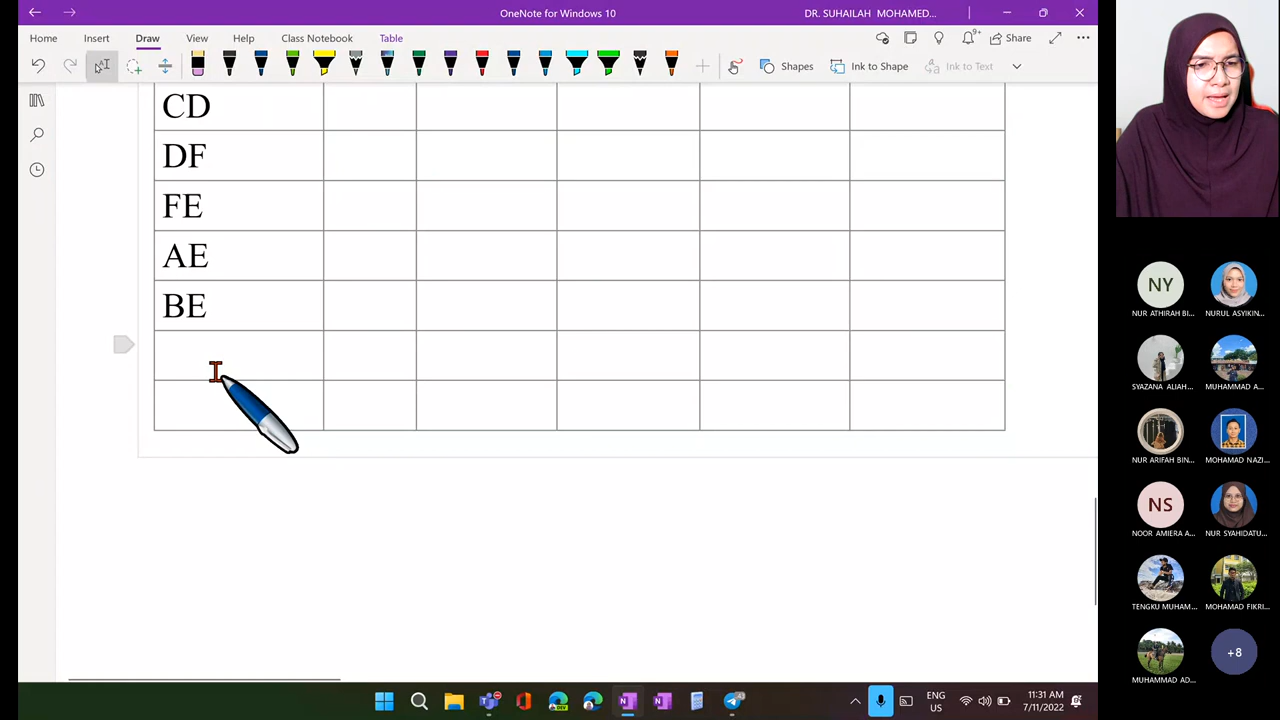 OneNote for Windows 10
DR. SUHAILAH MOHAMED...
Home Insert Draw View Help Class Notebook Table
9+
Share
Shapes
Ink to Shape
Ink to Text
CD
DF
FE
AE
BE
NY
NUR ATHIRAH BI...
NURUL ASYIKIN...
SYAZANA ALIAH...
MUHAMMAD A...
NUR ARIFAH BIN...
MOHAMAD NAZI...
NS
NOOR AMIERA A...
NUR SYAHIDATU...
TENGKU MUHAM...
MOHAMAD FIKRI...
MUHAMMAD AD...
+8
DEV
ENG
US
11:31 AM
7/11/2022